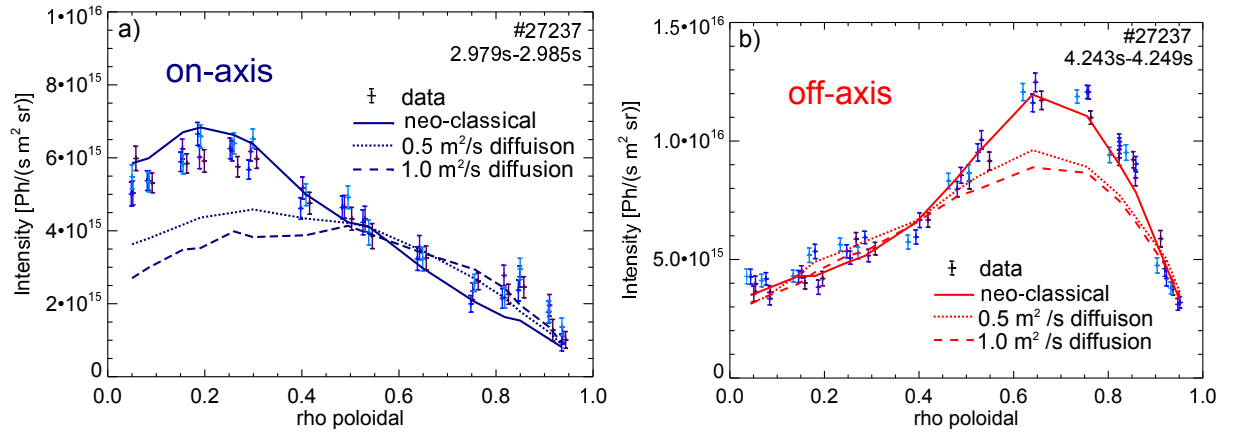 a)
#27237
2.979s-2.985s
on-axis
data
neo-classical
0.5 m²/s diffuison
1.0 m²/s diffusion
Intensity [Ph/(s m² sr)]
1•10¹⁶
8•10¹⁵
6•10¹⁵
4•10¹⁵
2•10¹⁵
0
0.0 0.2 0.4 0.6 0.8 1.0
rho poloidal
b)
#27237
4.243s-4.249s
off-axis
data
neo-classical
0.5 m² /s diffuison
1.0 m² /s diffusion
Intensity [Ph/(s m² sr)]
1.5•10¹⁶
1.0•10¹⁶
5.0•10¹⁵
0
0.0 0.2 0.4 0.6 0.8 1.0
rho poloidal